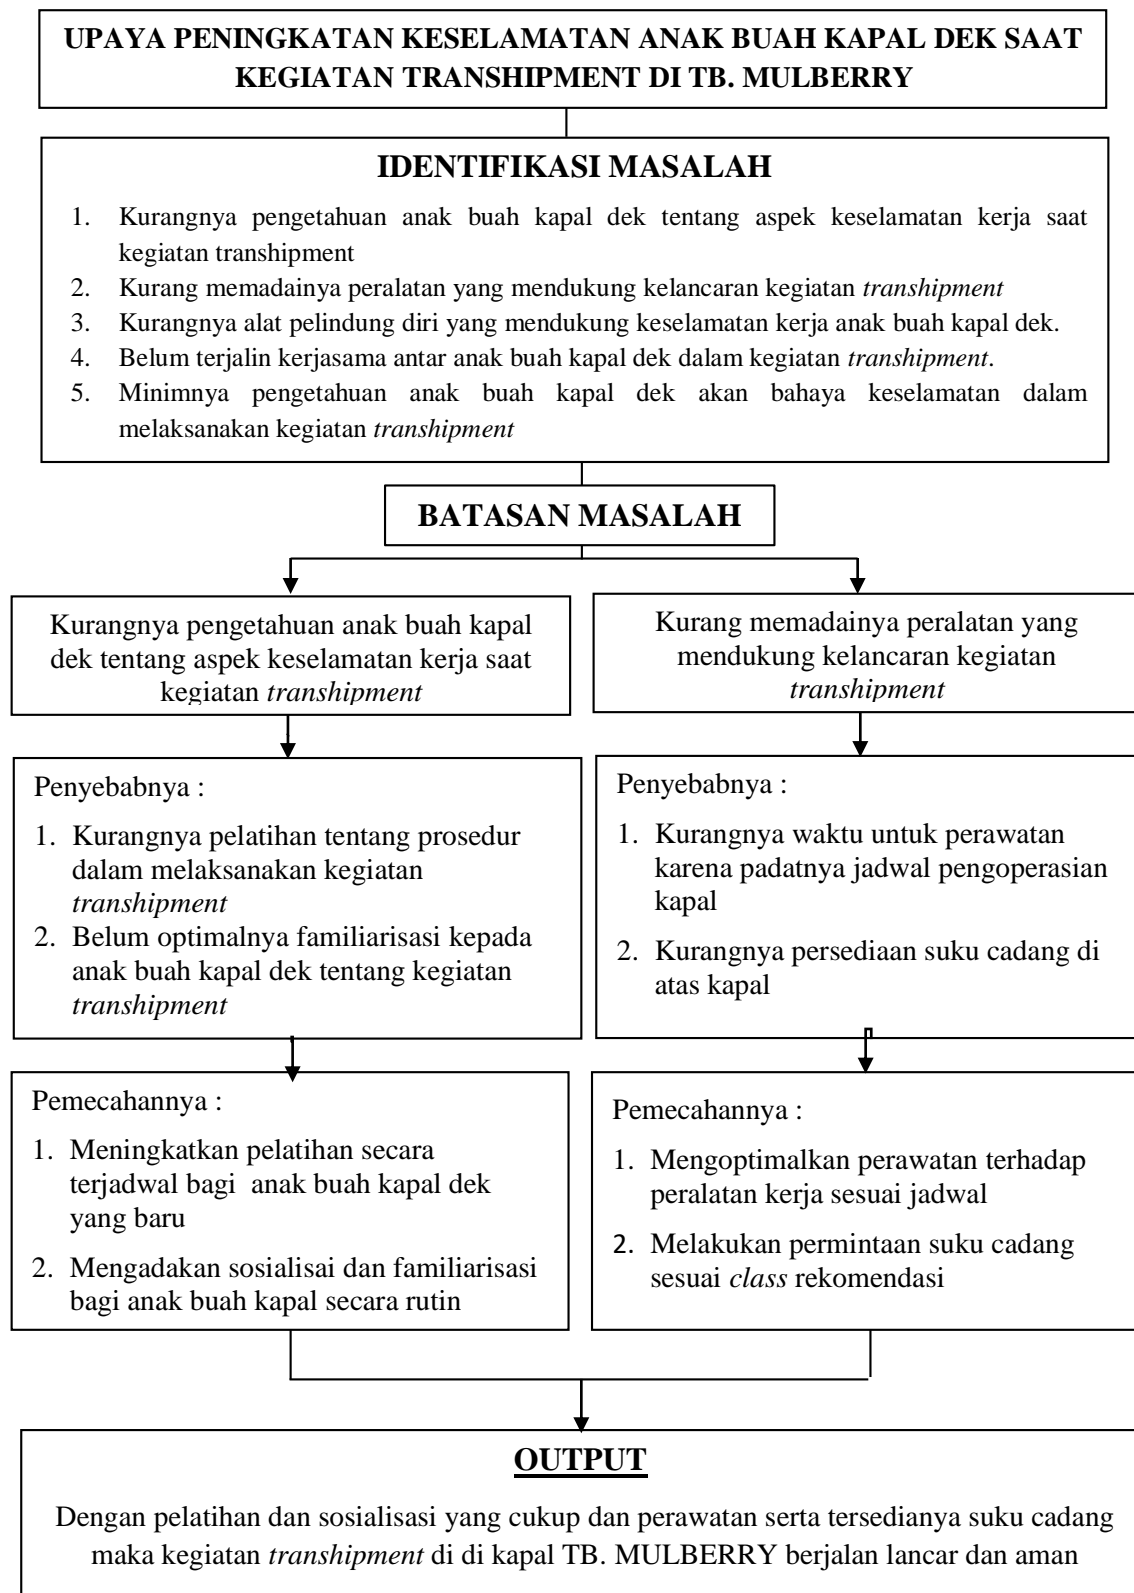 UPAYA PENINGKATAN KESELAMATAN ANAK BUAH KAPAL DEK SAAT
KEGIATAN TRANSHIPMENT DI TB. MULBERRY
IDENTIFIKASI MASALAH
1. Kurangnya pengetahuan anak buah kapal dek tentang aspek keselamatan kerja saat
kegiatan transhipment
2. Kurang memadainya peralatan yang mendukung kelancaran kegiatan transhipment
3. Kurangnya alat pelindung diri yang mendukung keselamatan kerja anak buah kapal dek.
4. Belum terjalin kerjasama antar anak buah kapal dek dalam kegiatan transhipment.
5. Minimnya pengetahuan anak buah kapal dek akan bahaya keselamatan dalam
melaksanakan kegiatan transhipment
BATASAN MASALAH
Kurangnya pengetahuan anak buah kapal
dek tentang aspek keselamatan kerja saat
kegiatan transhipment
Kurang memadainya peralatan yang
mendukung kelancaran kegiatan
transhipment
Penyebabnya :
1. Kurangnya pelatihan tentang prosedur
dalam melaksanakan kegiatan
transhipment
2. Belum optimalnya familiarisasi kepada
anak buah kapal dek tentang kegiatan
transhipment
Penyebabnya :
1. Kurangnya waktu untuk perawatan
karena padatnya jadwal pengoperasian
kapal
2. Kurangnya persediaan suku cadang di
atas kapal
Pemecahannya :
1. Meningkatkan pelatihan secara
terjadwal bagi anak buah kapal dek
yang baru
2. Mengadakan sosialisai dan familiarisasi
bagi anak buah kapal secara rutin
Pemecahannya :
1. Mengoptimalkan perawatan terhadap
peralatan kerja sesuai jadwal
2. Melakukan permintaan suku cadang
sesuai class rekomendasi
OUTPUT
Dengan pelatihan dan sosialisasi yang cukup dan perawatan serta tersedianya suku cadang
maka kegiatan transhipment di di kapal TB. MULBERRY berjalan lancar dan aman